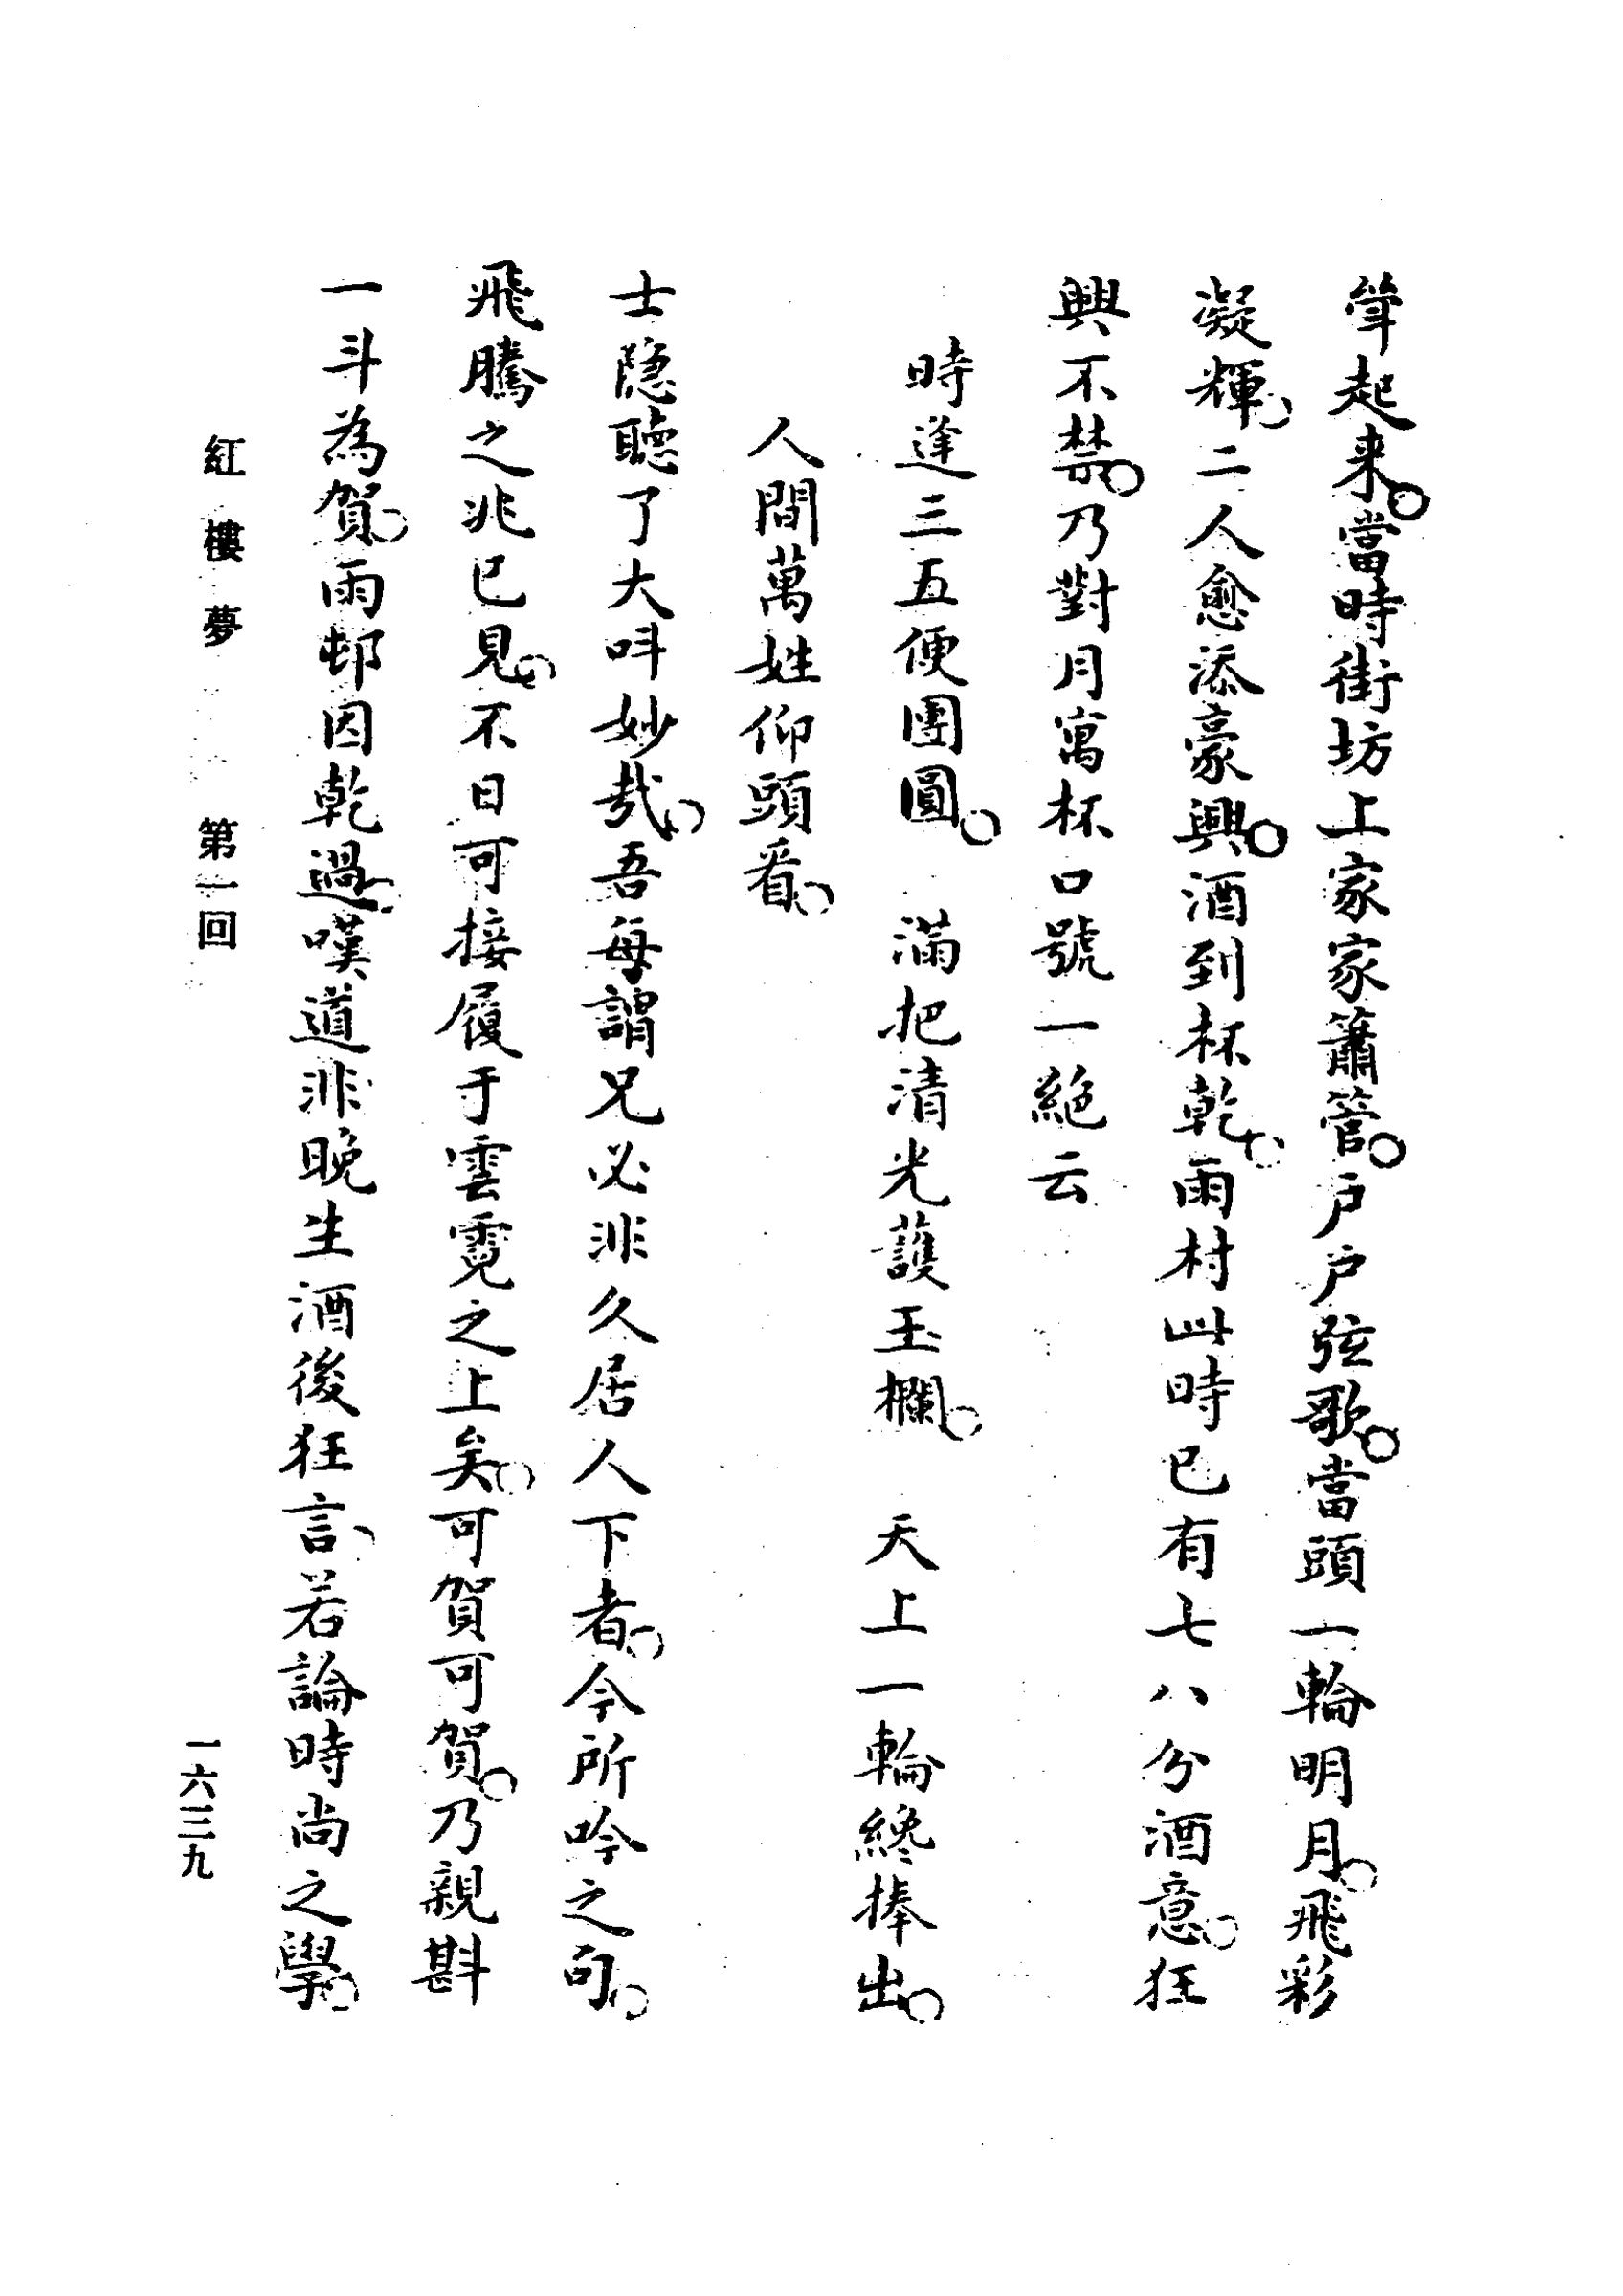 斝起来。當時街坊上家家簫管。户户弦歌。當頭一輪明月。飛彩
凝輝。二人愈添豪興。酒到杯乾。雨村此時已有七八分酒意。狂
興不禁。乃對月寓杯口號一絶云
時逢三五便團圓。滿把清光護玉欄。天上一輪纔捧出。
人間萬姓仰頭看。
士隐聽了大呌妙哉。吾每謂兄必非久居人下者。今所吟之句。
飛騰之兆已見。不日可接履于雲霓之上矣。可賀可賀。乃親斟
一斗為賀。雨邨因乾過。嘆道非晚生酒後狂言、若論時尚之學。
紅樓夢 第一回 一六三九